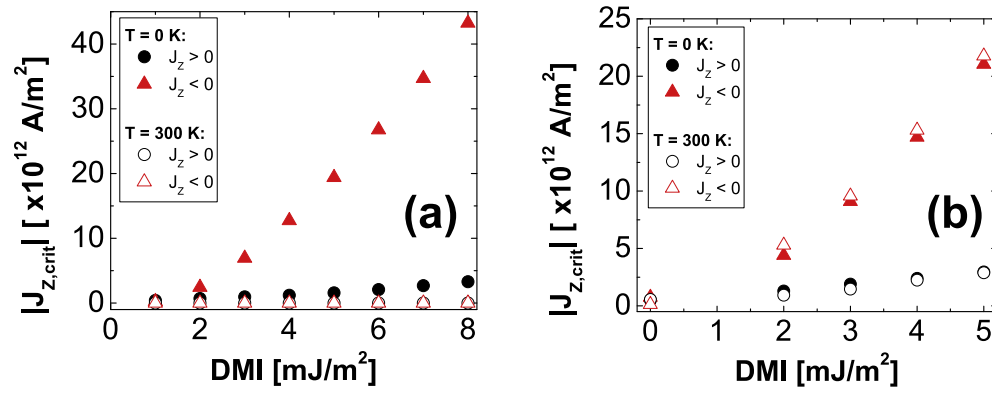 T = 0 K:
J_Z > 0
J_Z < 0
T = 300 K:
J_Z > 0
J_Z < 0
(a)
|J_{Z,crit}| [ x10^{12} A/m^2]
40
30
20
10
0
0 2 4 6 8
DMI [mJ/m^2]
T = 0 K:
J_Z > 0
J_Z < 0
T = 300 K:
J_Z > 0
J_Z < 0
(b)
|J_{Z,crit}| [ x10^{12} A/m^2]
25
20
15
10
5
0
0 1 2 3 4 5
DMI [mJ/m^2]